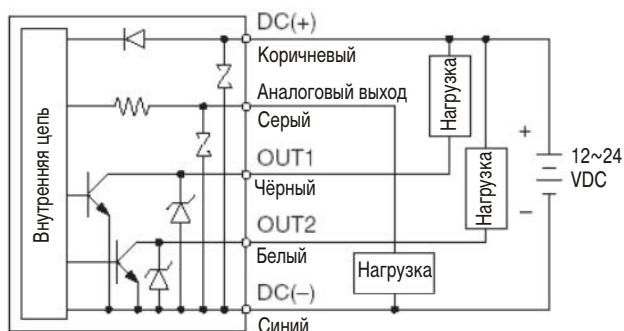 DC(+)
Коричневый
Аналоговый выход
Серый
OUT1
Чёрный
OUT2
Белый
DC(–)
Синий
Внутренняя цепь
Нагрузка
Нагрузка
Нагрузка
+
12~24
VDC
–